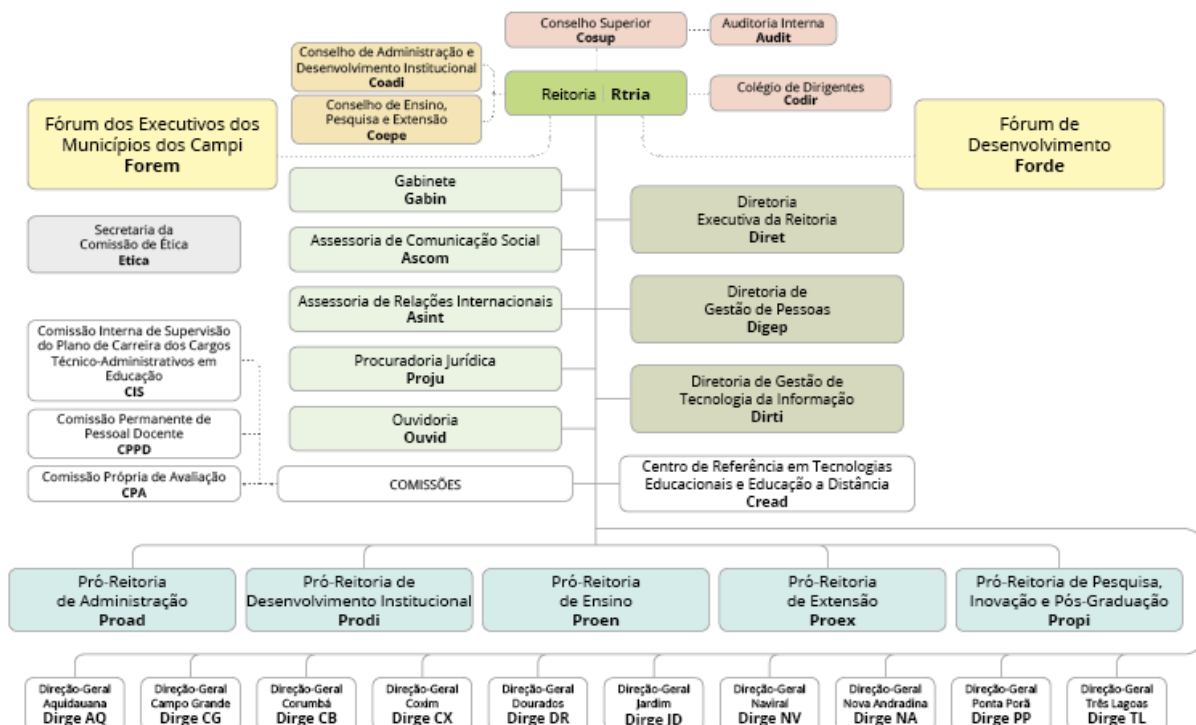 Conselho Superior
Cosup
Auditoria Interna
Audit
Conselho de Administração e
Desenvolvimento Institucional
Coadi
Reitoria | Rtria
Colégio de Dirigentes
Codir
Conselho de Ensino,
Pesquisa e Extensão
Coepe
Fórum dos Executivos dos
Municípios dos Campi
Forem
Fórum de
Desenvolvimento
Forde
Gabinete
Gabin
Diretoria
Executiva da Reitoria
Diret
Secretaria da
Comissão de Ética
Etica
Assessoria de Comunicação Social
Ascom
Assessoria de Relações Internacionais
Asint
Diretoria de
Gestão de Pessoas
Digep
Comissão Interna de Supervisão
do Plano de Carreira dos Cargos
Técnico-Administrativos em
Educação
CIS
Procuradoria Jurídica
Proju
Diretoria de Gestão de
Tecnologia da Informação
Dirti
Comissão Permanente de
Pessoal Docente
CPPD
Ouvidoria
Ouvid
Comissão Própria de Avaliação
CPA
COMISSÕES
Centro de Referência em Tecnologias
Educacionais e Educação a Distância
Cread
Pró-Reitoria
de Administração
Proad
Pró-Reitoria de
Desenvolvimento Institucional
Prodi
Pró-Reitoria
de Ensino
Proen
Pró-Reitoria
de Extensão
Proex
Pró-Reitoria de Pesquisa,
Inovação e Pós-Graduação
Propi
Direção-Geral
Aquidauana
Dirge AQ
Direção-Geral
Campo Grande
Dirge CG
Direção-Geral
Corumbá
Dirge CB
Direção-Geral
Coxim
Dirge CX
Direção-Geral
Dourados
Dirge DR
Direção-Geral
Jardim
Dirge JD
Direção-Geral
Naviraí
Dirge NV
Direção-Geral
Nova Andradina
Dirge NA
Direção-Geral
Ponta Porã
Dirge PP
Direção-Geral
Três Lagoas
Dirge TL